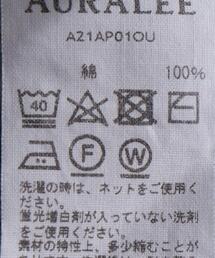 AURALEE
A21AP01OU
綿 100%
40
F W
洗濯の時は、ネットをご使用く
ださい。
蛍光増白剤が入っていない洗剤
をご使用ください。
素材の特性上、多少縮むことが